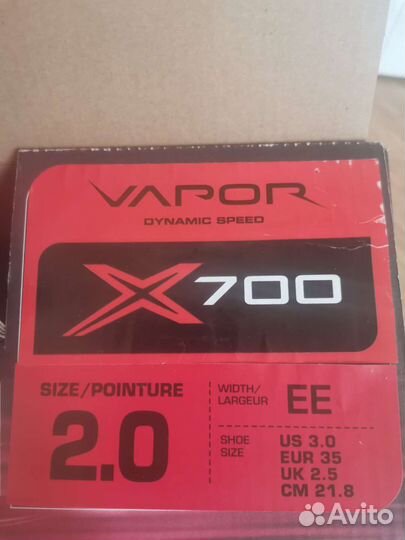 VAPOR
DYNAMIC SPEED
X700
SIZE/POINTURE
2.0
WIDTH/
LARGEUR
EE
SHOE
SIZE
US 3.0
EUR 35
UK 2.5
CM 21.8
Avito